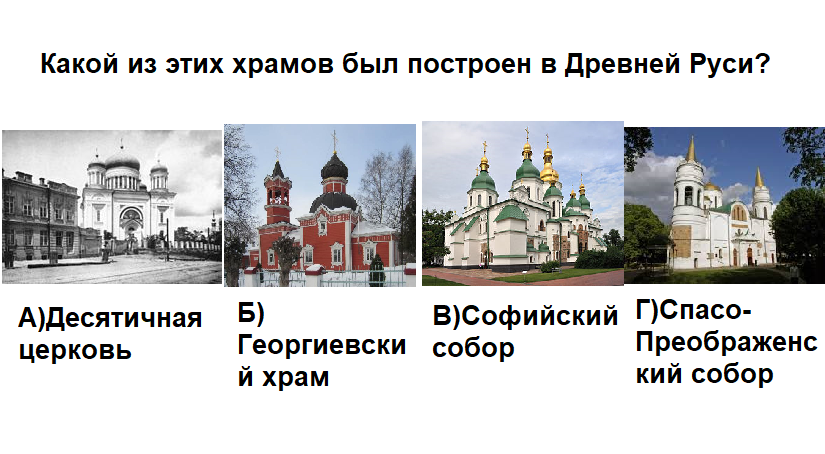 Какой из этих храмов был построен в Древней Руси?
А)Десятичная
церковь
Б)
Георгиевски
й храм
В)Софийский
собор
Г)Спасо-
Преображенс
кий собор